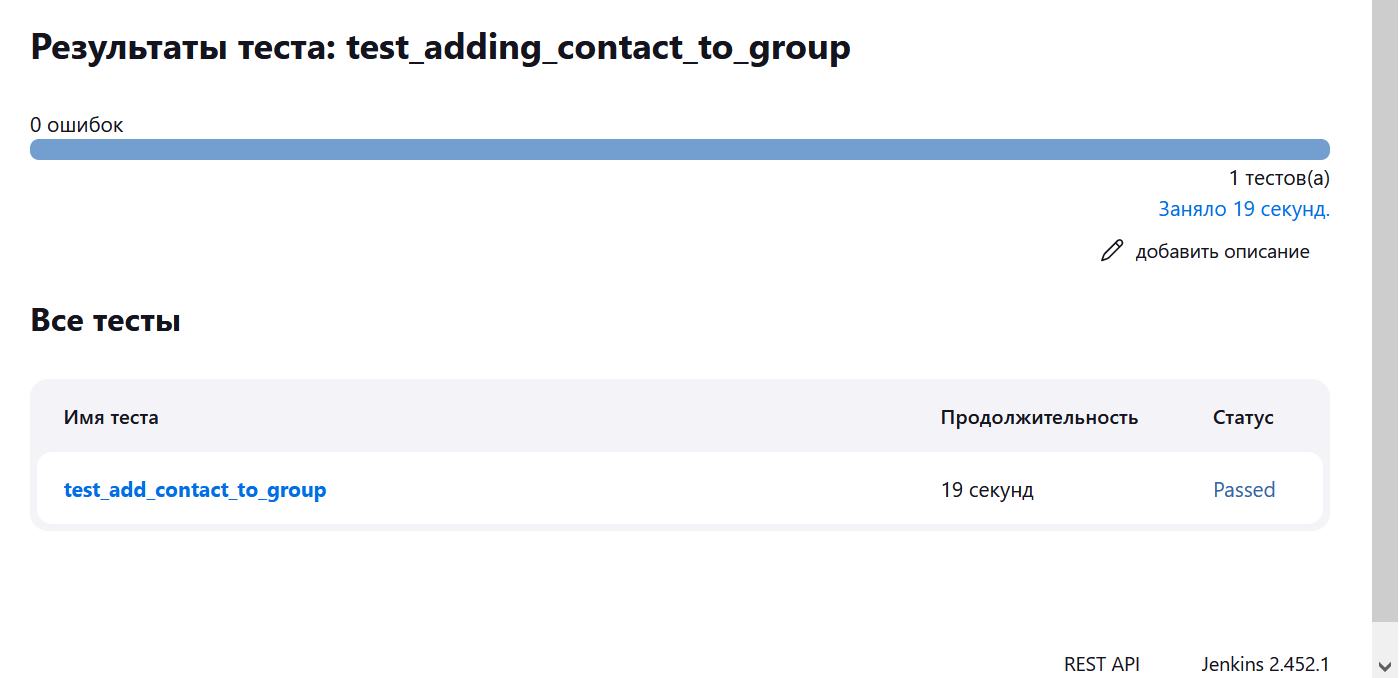 Результаты теста: test_adding_contact_to_group
0 ошибок
1 тестов(а)
Заняло 19 секунд.
добавить описание
Все тесты
Имя теста Продолжительность Статус
test_add_contact_to_group 19 секунд Passed
REST API Jenkins 2.452.1